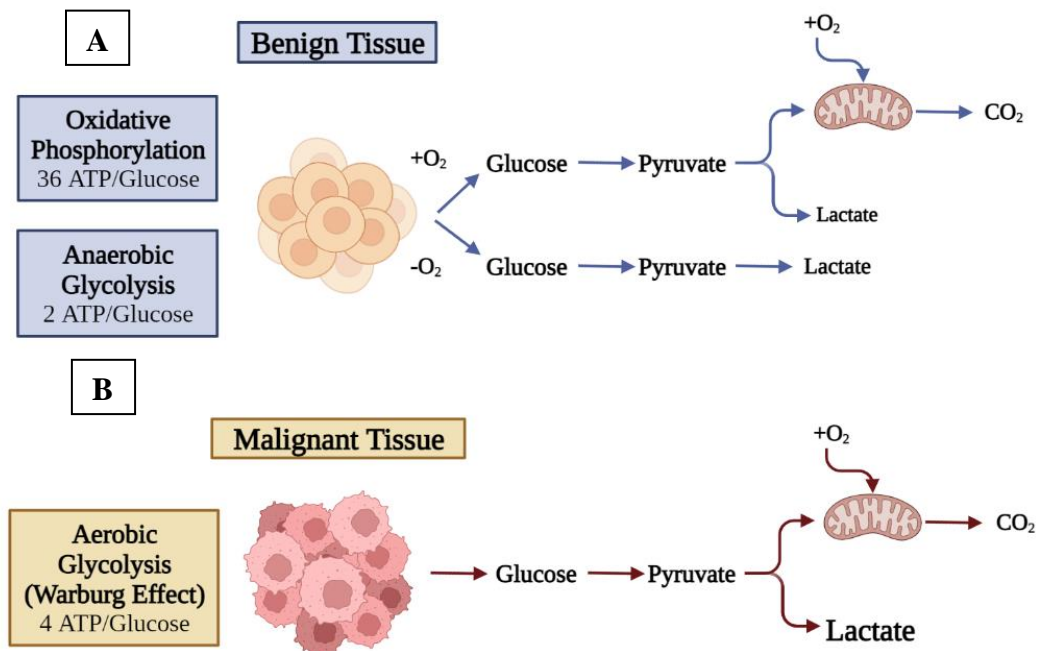 A
Benign Tissue
Oxidative
Phosphorylation
36 ATP/Glucose
Anaerobic
Glycolysis
2 ATP/Glucose
+O₂
-O₂
Glucose
Pyruvate
+O₂
CO₂
Lactate
Glucose
Pyruvate
Lactate
B
Malignant Tissue
Aerobic
Glycolysis
(Warburg Effect)
4 ATP/Glucose
Glucose
Pyruvate
+O₂
CO₂
Lactate